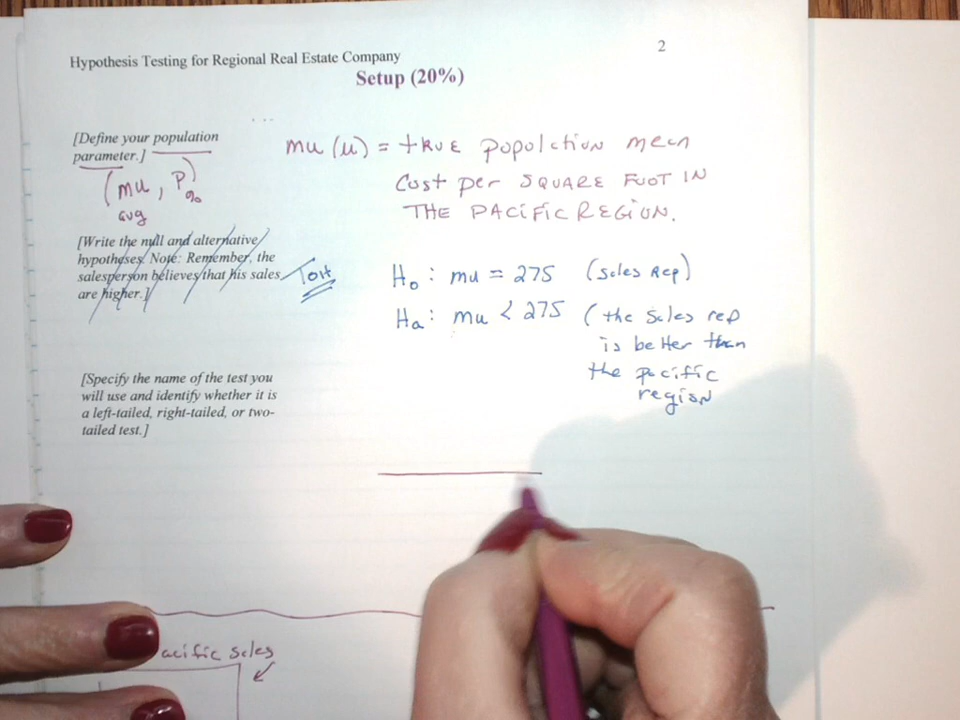 2
Hypothesis Testing for Regional Real Estate Company
Setup (20%)
[Define your population
parameter.]
(mu, P)
avg
%
mu (u) = tRUE popolction mean
Cost per SQUARE FOOT IN
THE PACIFIC REGION.
[Write the null and alternative
hypotheses. Note: Remember, the
salesperson believes that his sales
are higher.]
Ho: mu = 275 (sales Rep)
Ha: mu < 275 (the sales rep
is better than
the pacific
region
[Specify the name of the test you
will use and identify whether it is
a left-tailed, right-tailed, or two-
tailed test.]
acific sales